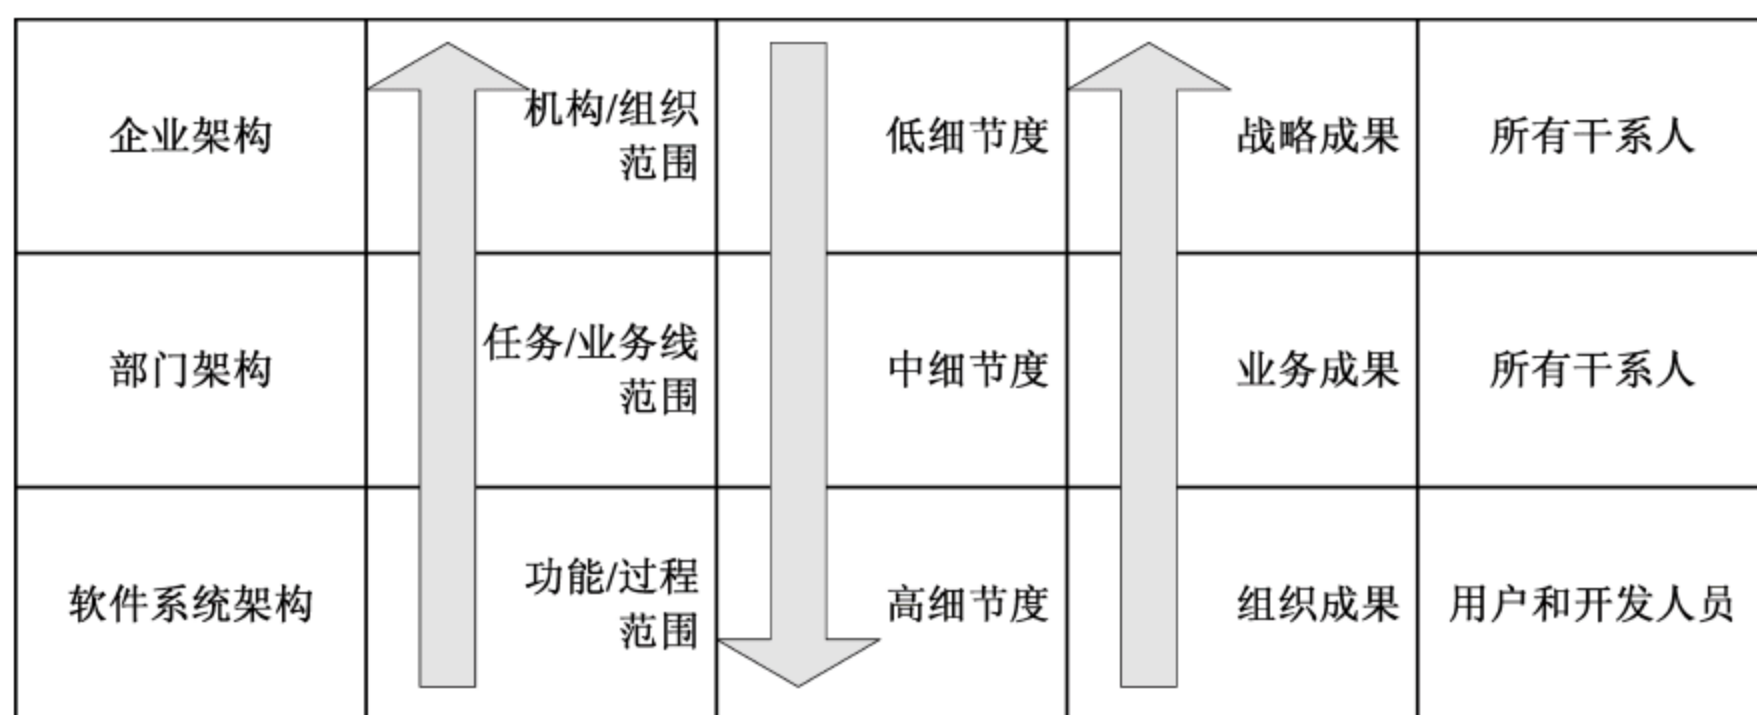 企业架构
机构/组织
范围
低细节度
战略成果
所有干系人
部门架构
任务/业务线
范围
中细节度
业务成果
所有干系人
软件系统架构
功能/过程
范围
高细节度
组织成果
用户和开发人员